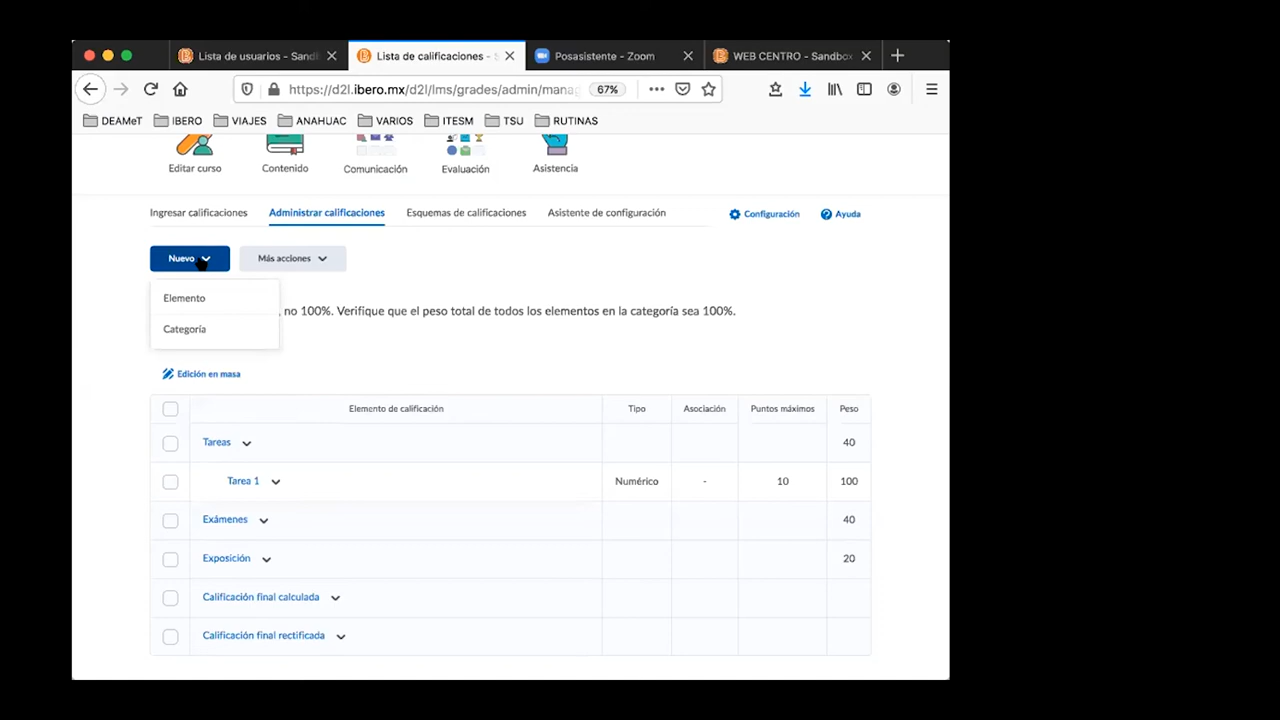 Lista de usuarios - Sand
Lista de calificaciones -
Posasistente - Zoom
WEB CENTRO - Sandbox
https://d2l.ibero.mx/d2l/lms/grades/admin/mana
67%
DEAMeT
IBERO
VIAJES
ANAHUAC
VARIOS
ITESM
TSU
RUTINAS
Editar curso
Contenido
Comunicación
Evaluación
Asistencia
Ingresar calificaciones
Administrar calificaciones
Esquemas de calificaciones
Asistente de configuración
Configuración
Ayuda
Nuevo
Más acciones
Elemento
Categoría
, no 100%. Verifique que el peso total de todos los elementos en la categoría sea 100%.
Edición en masa
Elemento de calificación Tipo Asociación Puntos máximos Peso
Tareas 40
Tarea 1 Numérico - 10 100
Exámenes 40
Exposición 20
Calificación final calculada
Calificación final rectificada